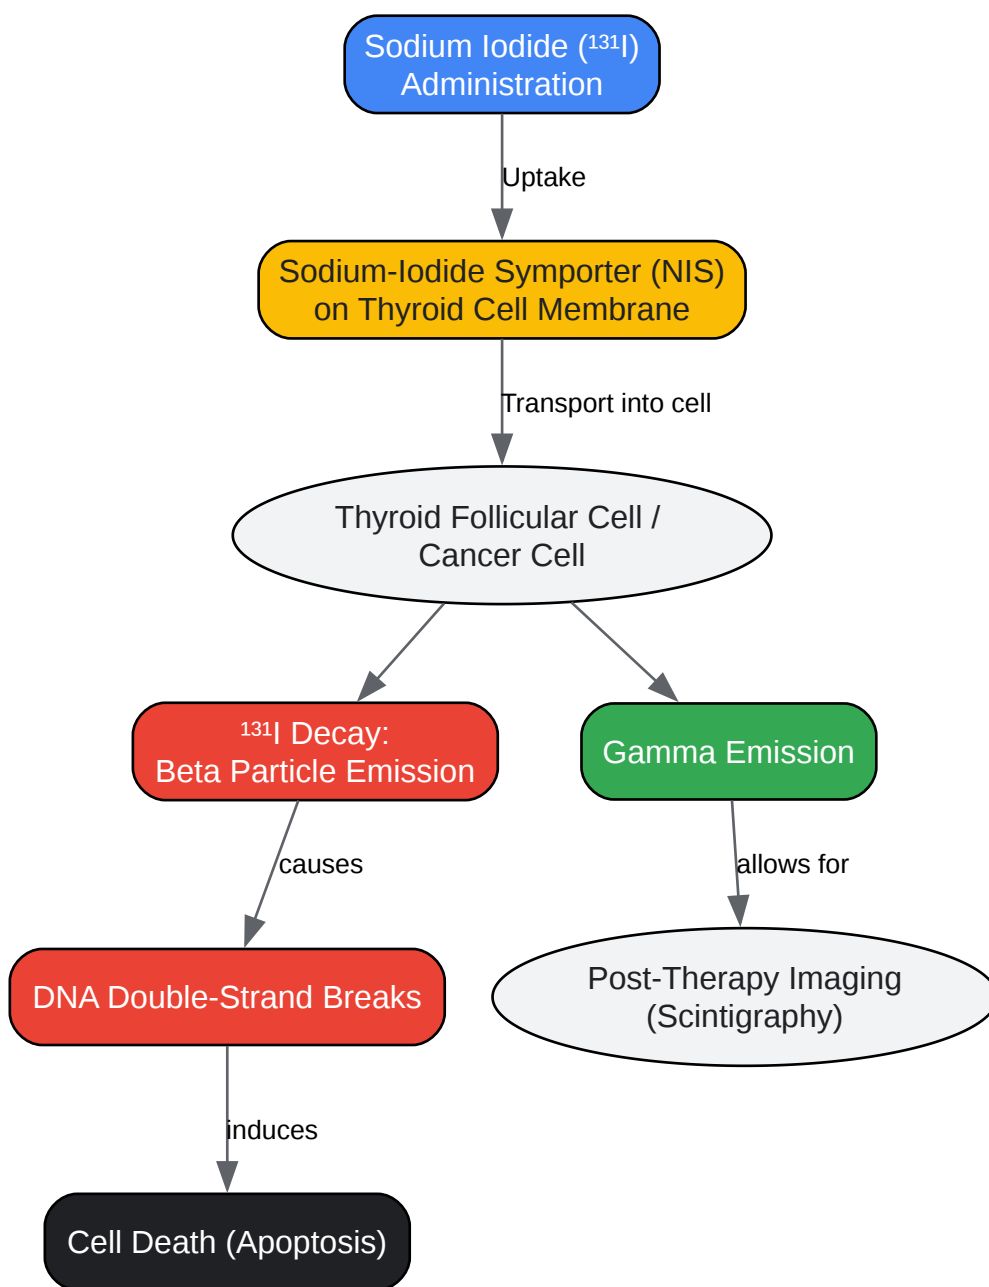 Sodium Iodide (¹³¹I)
Administration
Uptake
Sodium-Iodide Symporter (NIS)
on Thyroid Cell Membrane
Transport into cell
Thyroid Follicular Cell /
Cancer Cell
¹³¹I Decay:
Beta Particle Emission
Gamma Emission
causes
allows for
DNA Double-Strand Breaks
Post-Therapy Imaging
(Scintigraphy)
induces
Cell Death (Apoptosis)